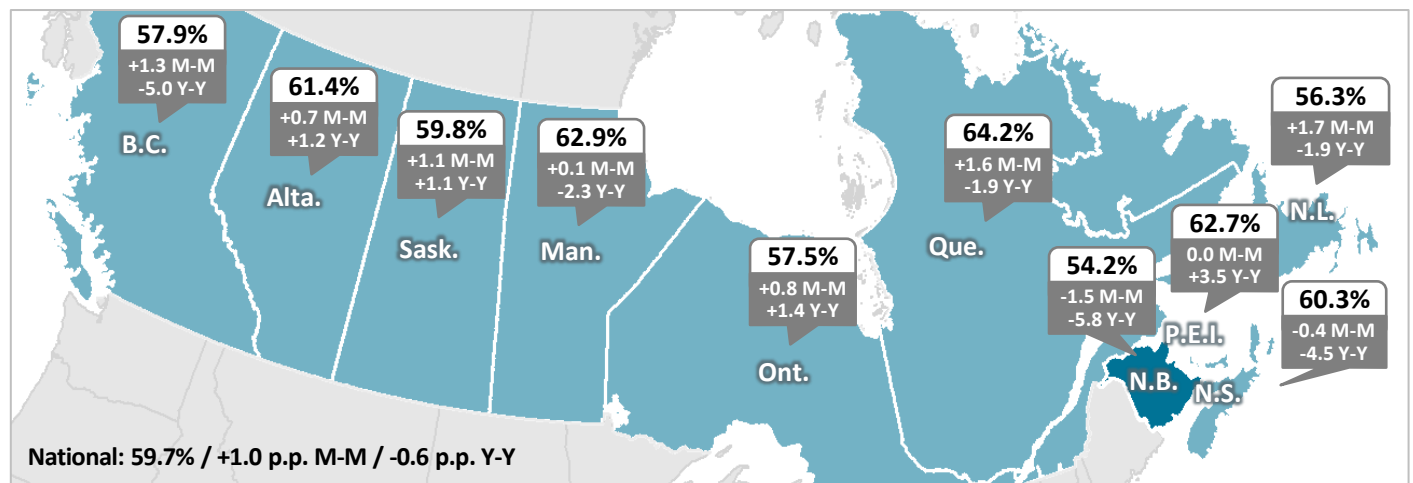 57.9%
+1.3 M-M
-5.0 Y-Y
B.C.
61.4%
+0.7 M-M
+1.2 Y-Y
Alta.
59.8%
+1.1 M-M
+1.1 Y-Y
Sask.
62.9%
+0.1 M-M
-2.3 Y-Y
Man.
57.5%
+0.8 M-M
+1.4 Y-Y
Ont.
64.2%
+1.6 M-M
-1.9 Y-Y
Que.
56.3%
+1.7 M-M
-1.9 Y-Y
N.L.
62.7%
0.0 M-M
+3.5 Y-Y
P.E.I.
54.2%
-1.5 M-M
-5.8 Y-Y
N.B.
60.3%
-0.4 M-M
-4.5 Y-Y
N.S.
National: 59.7% / +1.0 p.p. M-M / -0.6 p.p. Y-Y